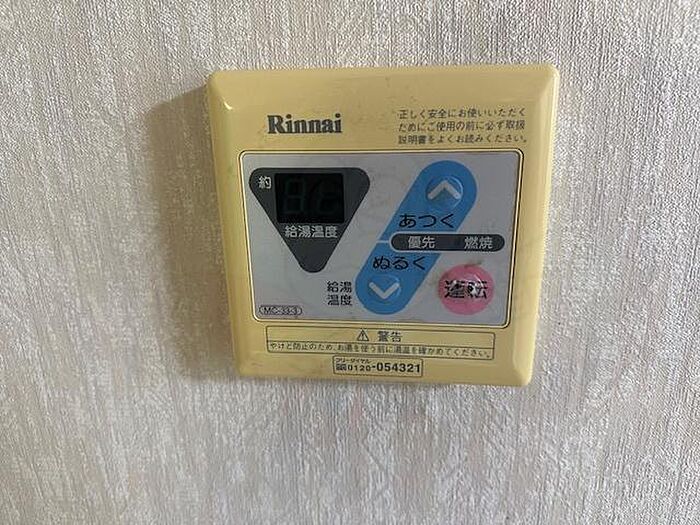 Rinnai
正しく安全にお使いいただく
ためにご使用の前に必ず取扱
説明書をよくお読みください。
約
給湯温度
あつく
優先 燃焼
ぬるく
給湯
温度
運転
MC-33-3
⚠ 警告
やけど防止のため、お湯を使う前に湯温を確かめてください。
フリーダイヤル
0120-054321